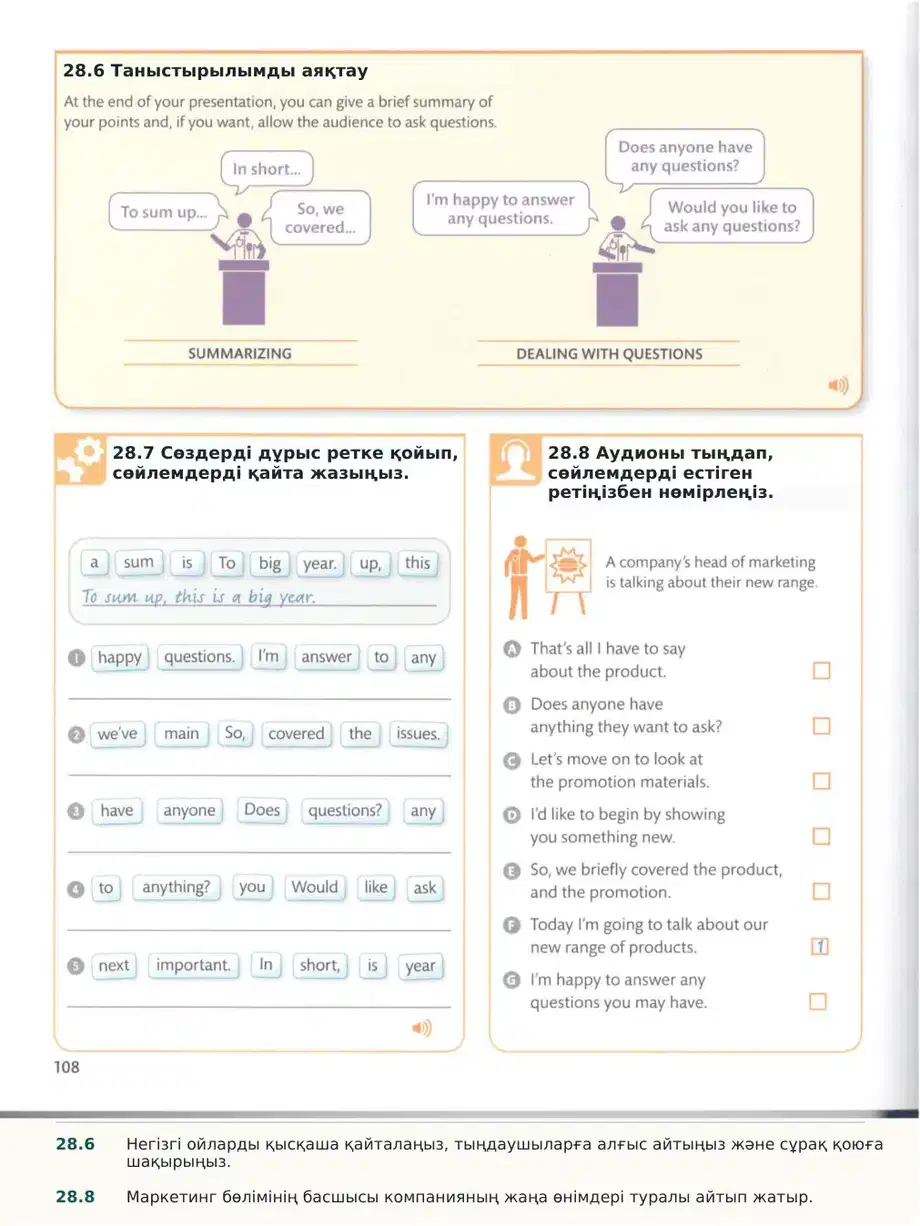 28.6 Таныстырылымды аяқтау
At the end of your presentation, you can give a brief summary of
your points and, if you want, allow the audience to ask questions.
In short...
To sum up...
So, we
covered...
SUMMARIZING
Does anyone have
any questions?
I'm happy to answer
any questions.
Would you like to
ask any questions?
DEALING WITH QUESTIONS
28.7 Сөздерді дұрыс ретке қойып,
сөйлемдерді қайта жазыңыз.
a sum is To big year. up, this
To sum up, this is a big year.
1 happy questions. I'm answer to any
2 we've main So, covered the issues.
3 have anyone Does questions? any
4 to anything? you Would like ask
5 next important. In short, is year
28.8 Аудионы тыңдап,
сөйлемдерді естіген
ретіңізбен нөмірлеңіз.
A company's head of marketing
is talking about their new range.
A That's all I have to say
about the product.
B Does anyone have
anything they want to ask?
C Let's move on to look at
the promotion materials.
D I'd like to begin by showing
you something new.
E So, we briefly covered the product,
and the promotion.
F Today I'm going to talk about our
new range of products. 1
G I'm happy to answer any
questions you may have.
108
28.6 Негізгі ойларды қысқаша қайталаңыз, тыңдаушыларға алғыс айтыңыз және сұрақ қоюға
шақырыңыз.
28.8 Маркетинг бөлімінің басшысы компанияның жаңа өнімдері туралы айтып жатыр.